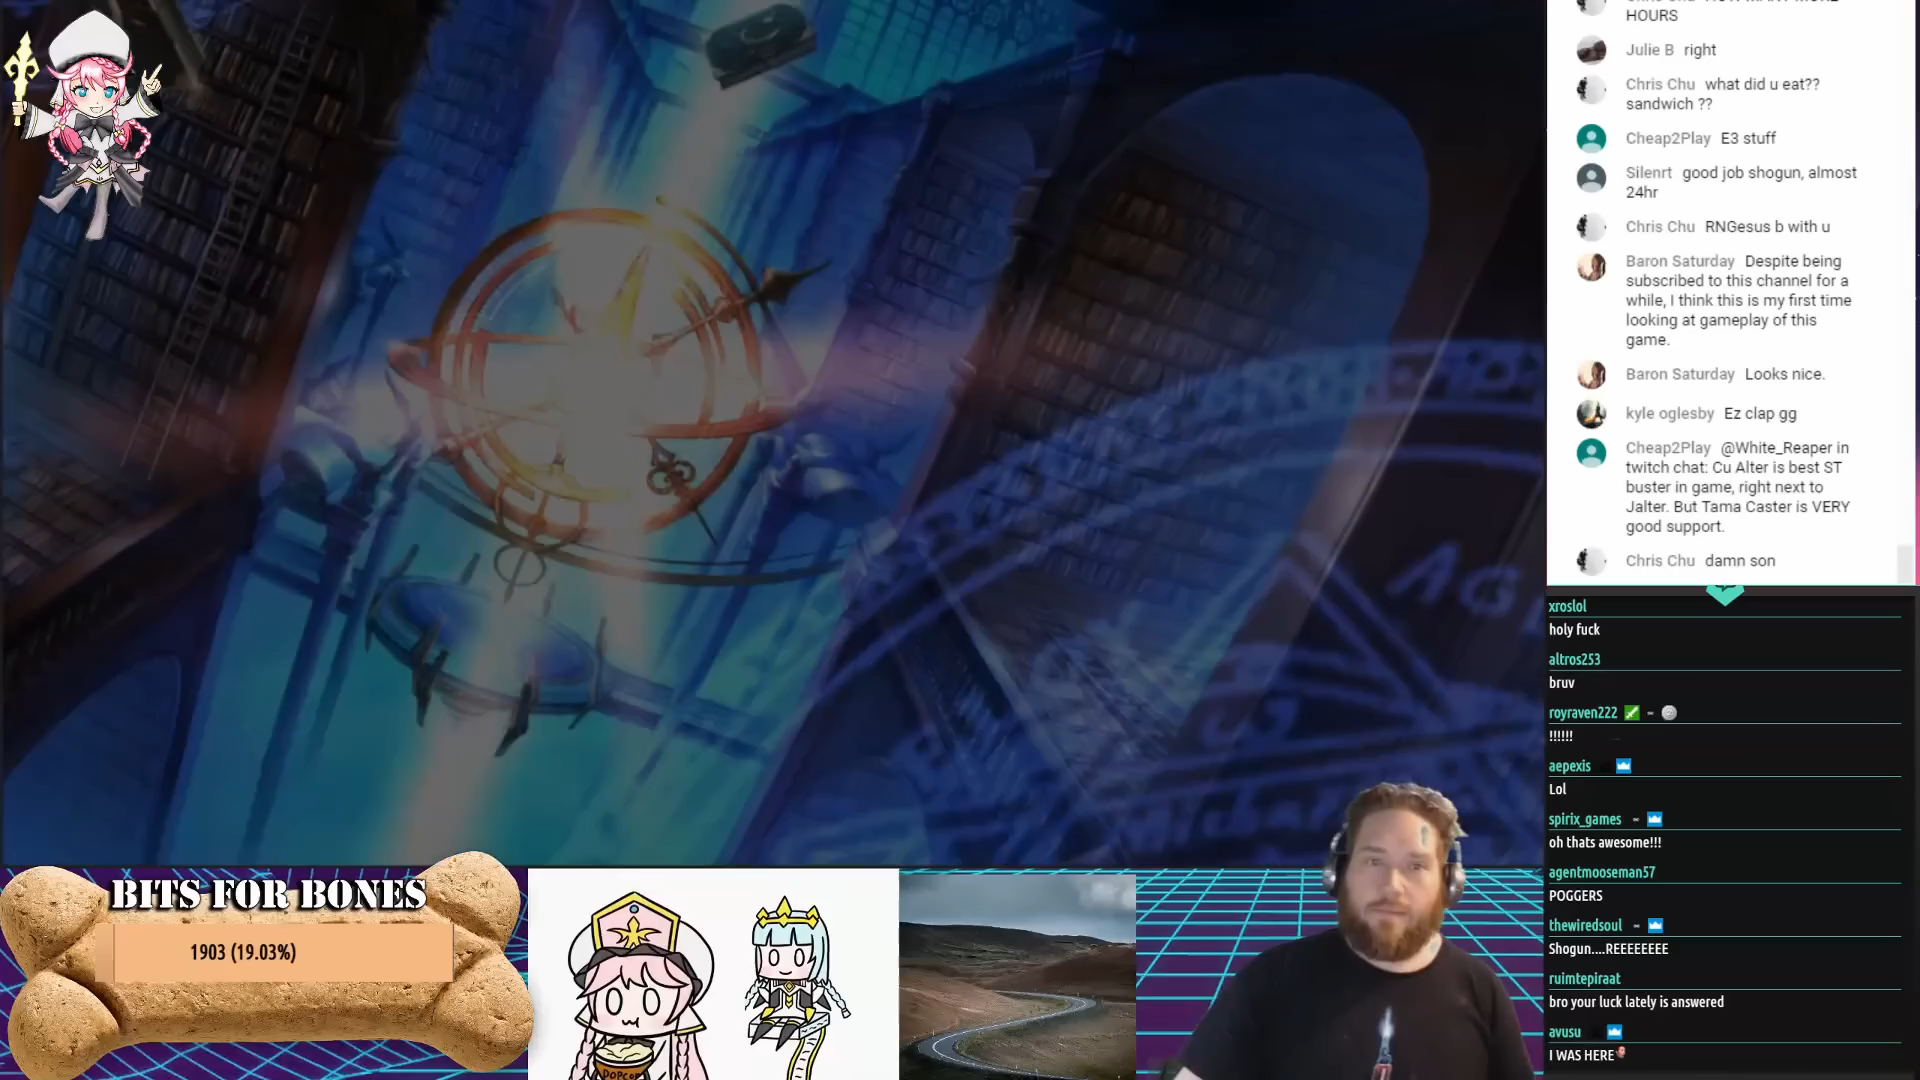 HOURS
Julie B right
Chris Chu what did u eat??
sandwich ??
Cheap2Play E3 stuff
Silenrt good job shogun, almost
24hr
Chris Chu RNGesus b with u
Baron Saturday Despite being
subscribed to this channel for a
while, I think this is my first time
looking at gameplay of this
game.
Baron Saturday Looks nice.
kyle oglesby Ez clap gg
Cheap2Play @White_Reaper in
twitch chat: Cu Alter is best ST
buster in game, right next to
Jalter. But Tama Caster is VERY
good support.
Chris Chu damn son
xroslol
holy fuck
altros253
bruv
royraven222
!!!!!!
aepexis
Lol
spirix_games
oh thats awesome!!!
agentmooseman57
POGGERS
thewiredsoul
Shogun....REEEEEEEE
ruimtepiraat
bro your luck lately is answered
avusu
I WAS HERE
BITS FOR BONES
1903 (19.03%)